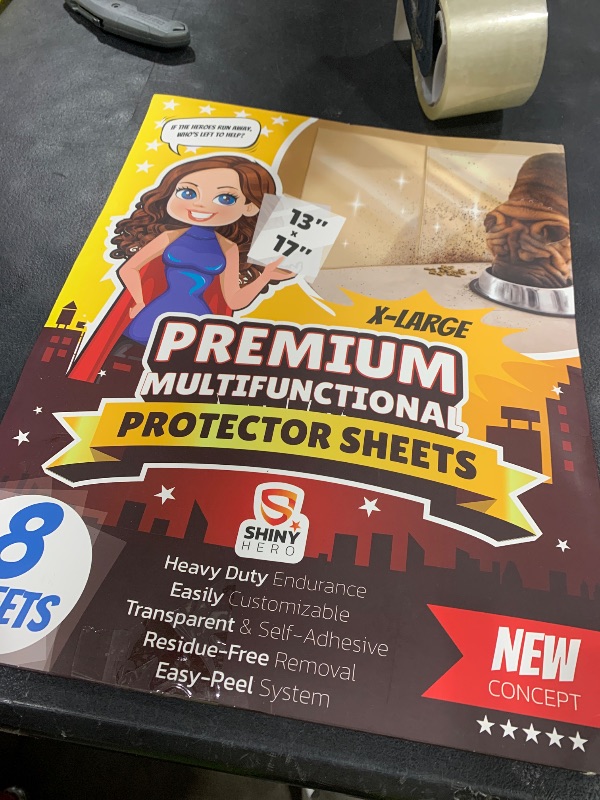 IF THE HEROES RUN AWAY,
WHO'S LEFT TO HELP?
13"
x
17"
X-LARGE
PREMIUM
MULTIFUNCTIONAL
PROTECTOR SHEETS
8
EETS
SHINY
HERO
Heavy Duty Endurance
Easily Customizable
Transparent & Self-Adhesive
Residue-Free Removal
Easy-Peel System
NEW
CONCEPT